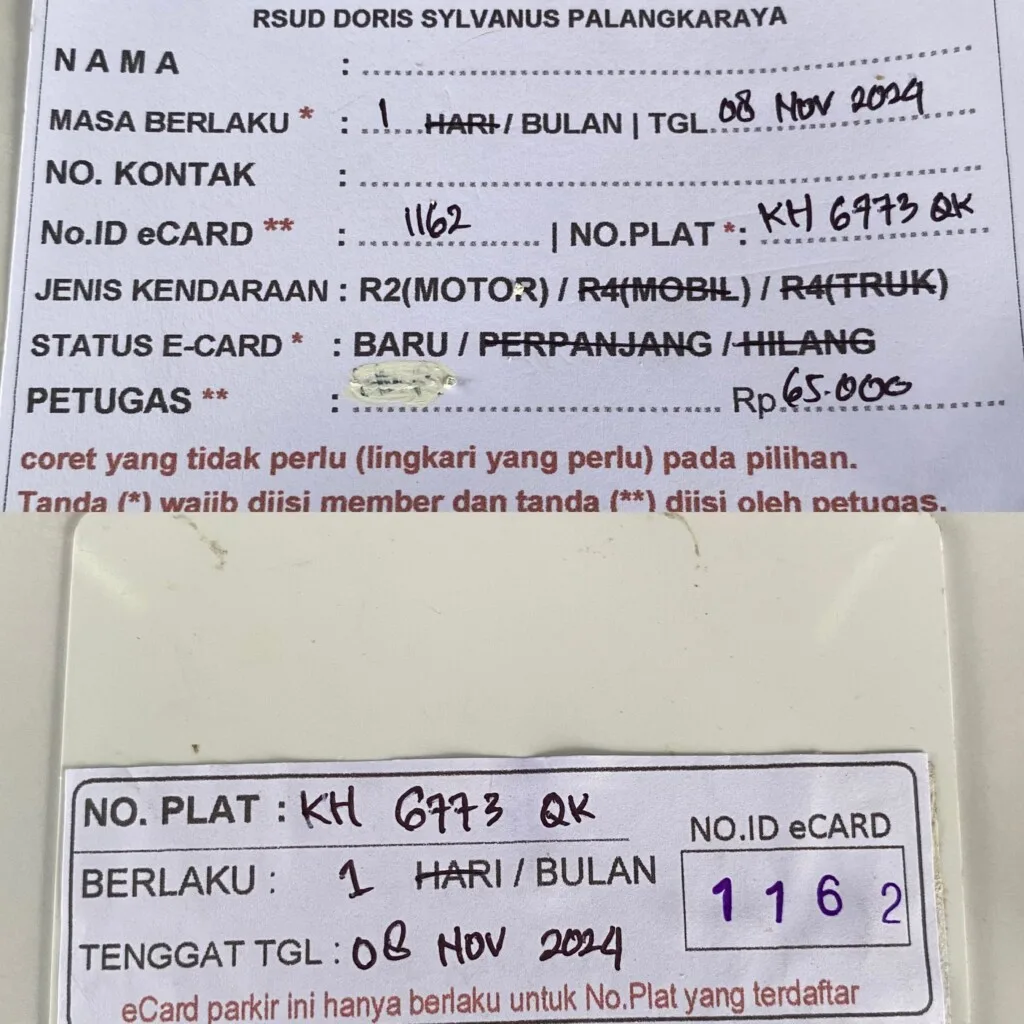 RSUD DORIS SYLVANUS PALANGKARAYA
NAMA :
MASA BERLAKU * : 1 HARI / BULAN | TGL. 08 NOV 2024
NO. KONTAK :
No.ID eCARD ** : 1162 | NO.PLAT *: KH 6773 QK
JENIS KENDARAAN : R2(MOTOR) / R4(MOBIL) / R4(TRUK)
STATUS E-CARD * : BARU / PERPANJANG / HILANG
PETUGAS ** : Rp 65.000
coret yang tidak perlu (lingkari yang perlu) pada pilihan.
Tanda (*) wajib diisi member dan tanda (**) diisi oleh petugas.
NO. PLAT : KH 6773 QK
NO.ID eCARD
BERLAKU : 1 HARI / BULAN
1162
TENGGAT TGL : 08 NOV 2024
eCard parkir ini hanya berlaku untuk No.Plat yang terdaftar